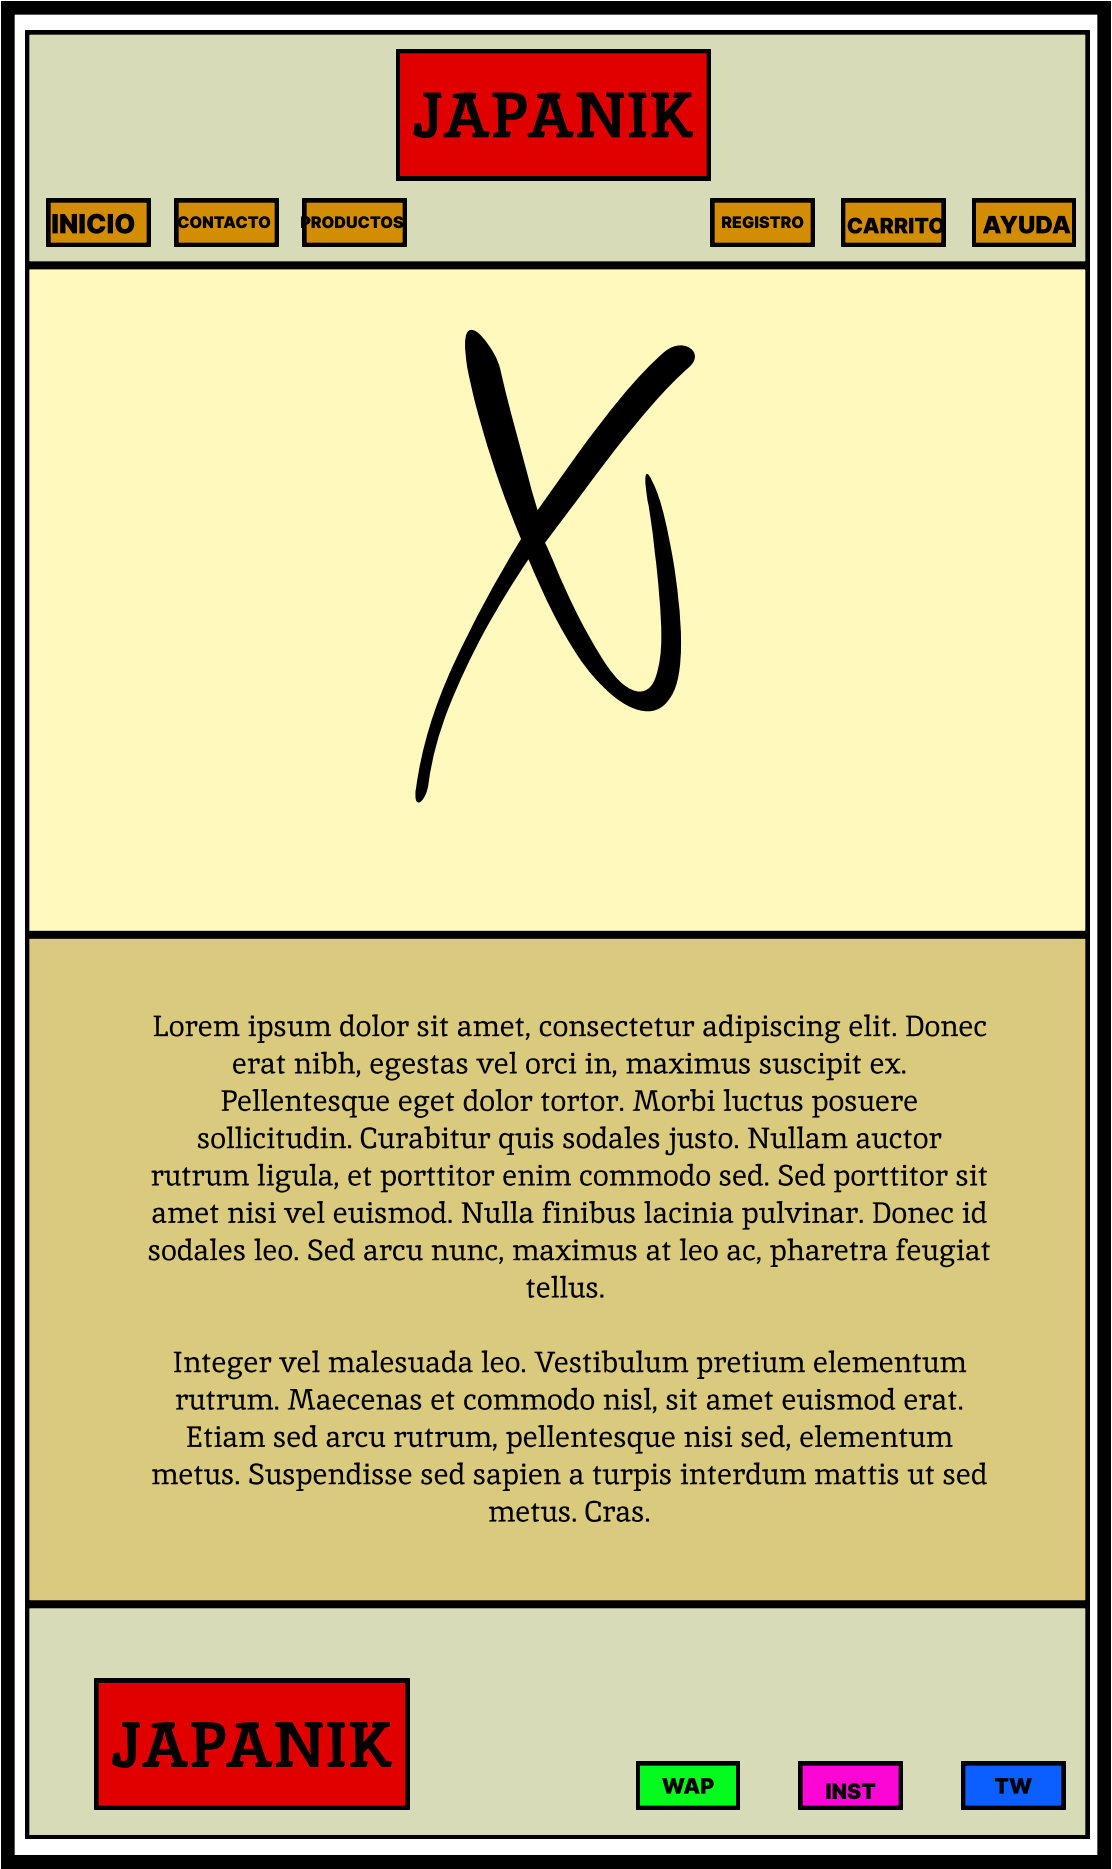 JAPANIK
INICIO CONTACTO PRODUCTOS REGISTRO CARRITO AYUDA
X
Lorem ipsum dolor sit amet, consectetur adipiscing elit. Donec
erat nibh, egestas vel orci in, maximus suscipit ex.
Pellentesque eget dolor tortor. Morbi luctus posuere
sollicitudin. Curabitur quis sodales justo. Nullam auctor
rutrum ligula, et porttitor enim commodo sed. Sed porttitor sit
amet nisi vel euismod. Nulla finibus lacinia pulvinar. Donec id
sodales leo. Sed arcu nunc, maximus at leo ac, pharetra feugiat
tellus.
Integer vel malesuada leo. Vestibulum pretium elementum
rutrum. Maecenas et commodo nisl, sit amet euismod erat.
Etiam sed arcu rutrum, pellentesque nisi sed, elementum
metus. Suspendisse sed sapien a turpis interdum mattis ut sed
metus. Cras.
JAPANIK
WAP INST TW